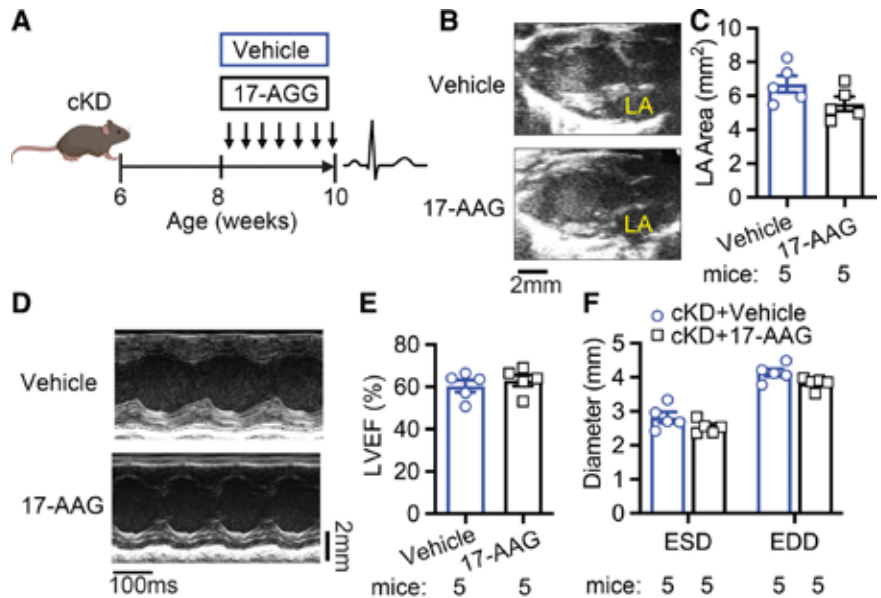 A
Vehicle
17-AGG
cKD
6
8
10
Age (weeks)
B
Vehicle
LA
17-AAG
LA
2mm
C
LA Area (mm²)
8
6
4
2
0
Vehicle
17-AAG
mice: 5 5
D
Vehicle
17-AAG
2mm
100ms
E
LVEF (%)
80
60
40
20
0
Vehicle
17-AAG
mice: 5 5
F
cKD+Vehicle
cKD+17-AAG
Diameter (mm)
5
4
3
2
1
0
ESD
EDD
mice: 5 5 5 5